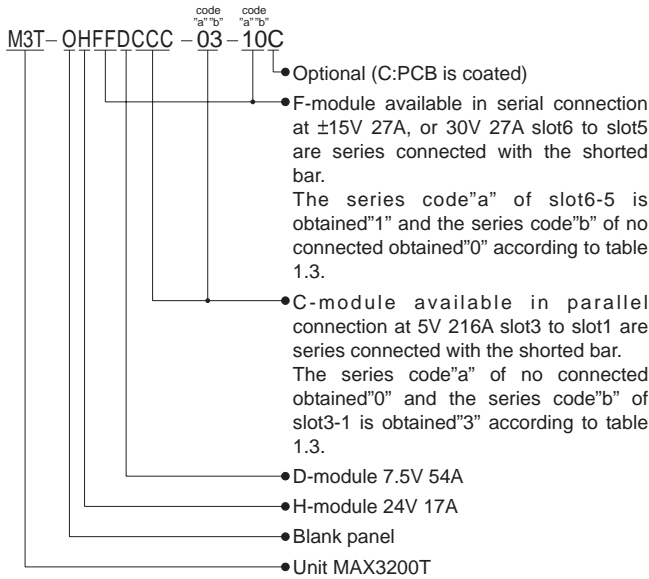 code code
"a""b" "a""b"
M3T–OHFFDCCC –03–10C
Optional (C:PCB is coated)
F-module available in serial connection
at ±15V 27A, or 30V 27A slot6 to slot5
are series connected with the shorted
bar.
The series code"a" of slot6-5 is
obtained"1" and the series code"b" of no
connected obtained"0" according to table
1.3.
C-module available in parallel
connection at 5V 216A slot3 to slot1 are
series connected with the shorted bar.
The series code"a" of no connected
obtained"0" and the series code"b" of
slot3-1 is obtained"3" according to table
1.3.
D-module 7.5V 54A
H-module 24V 17A
Blank panel
Unit MAX3200T